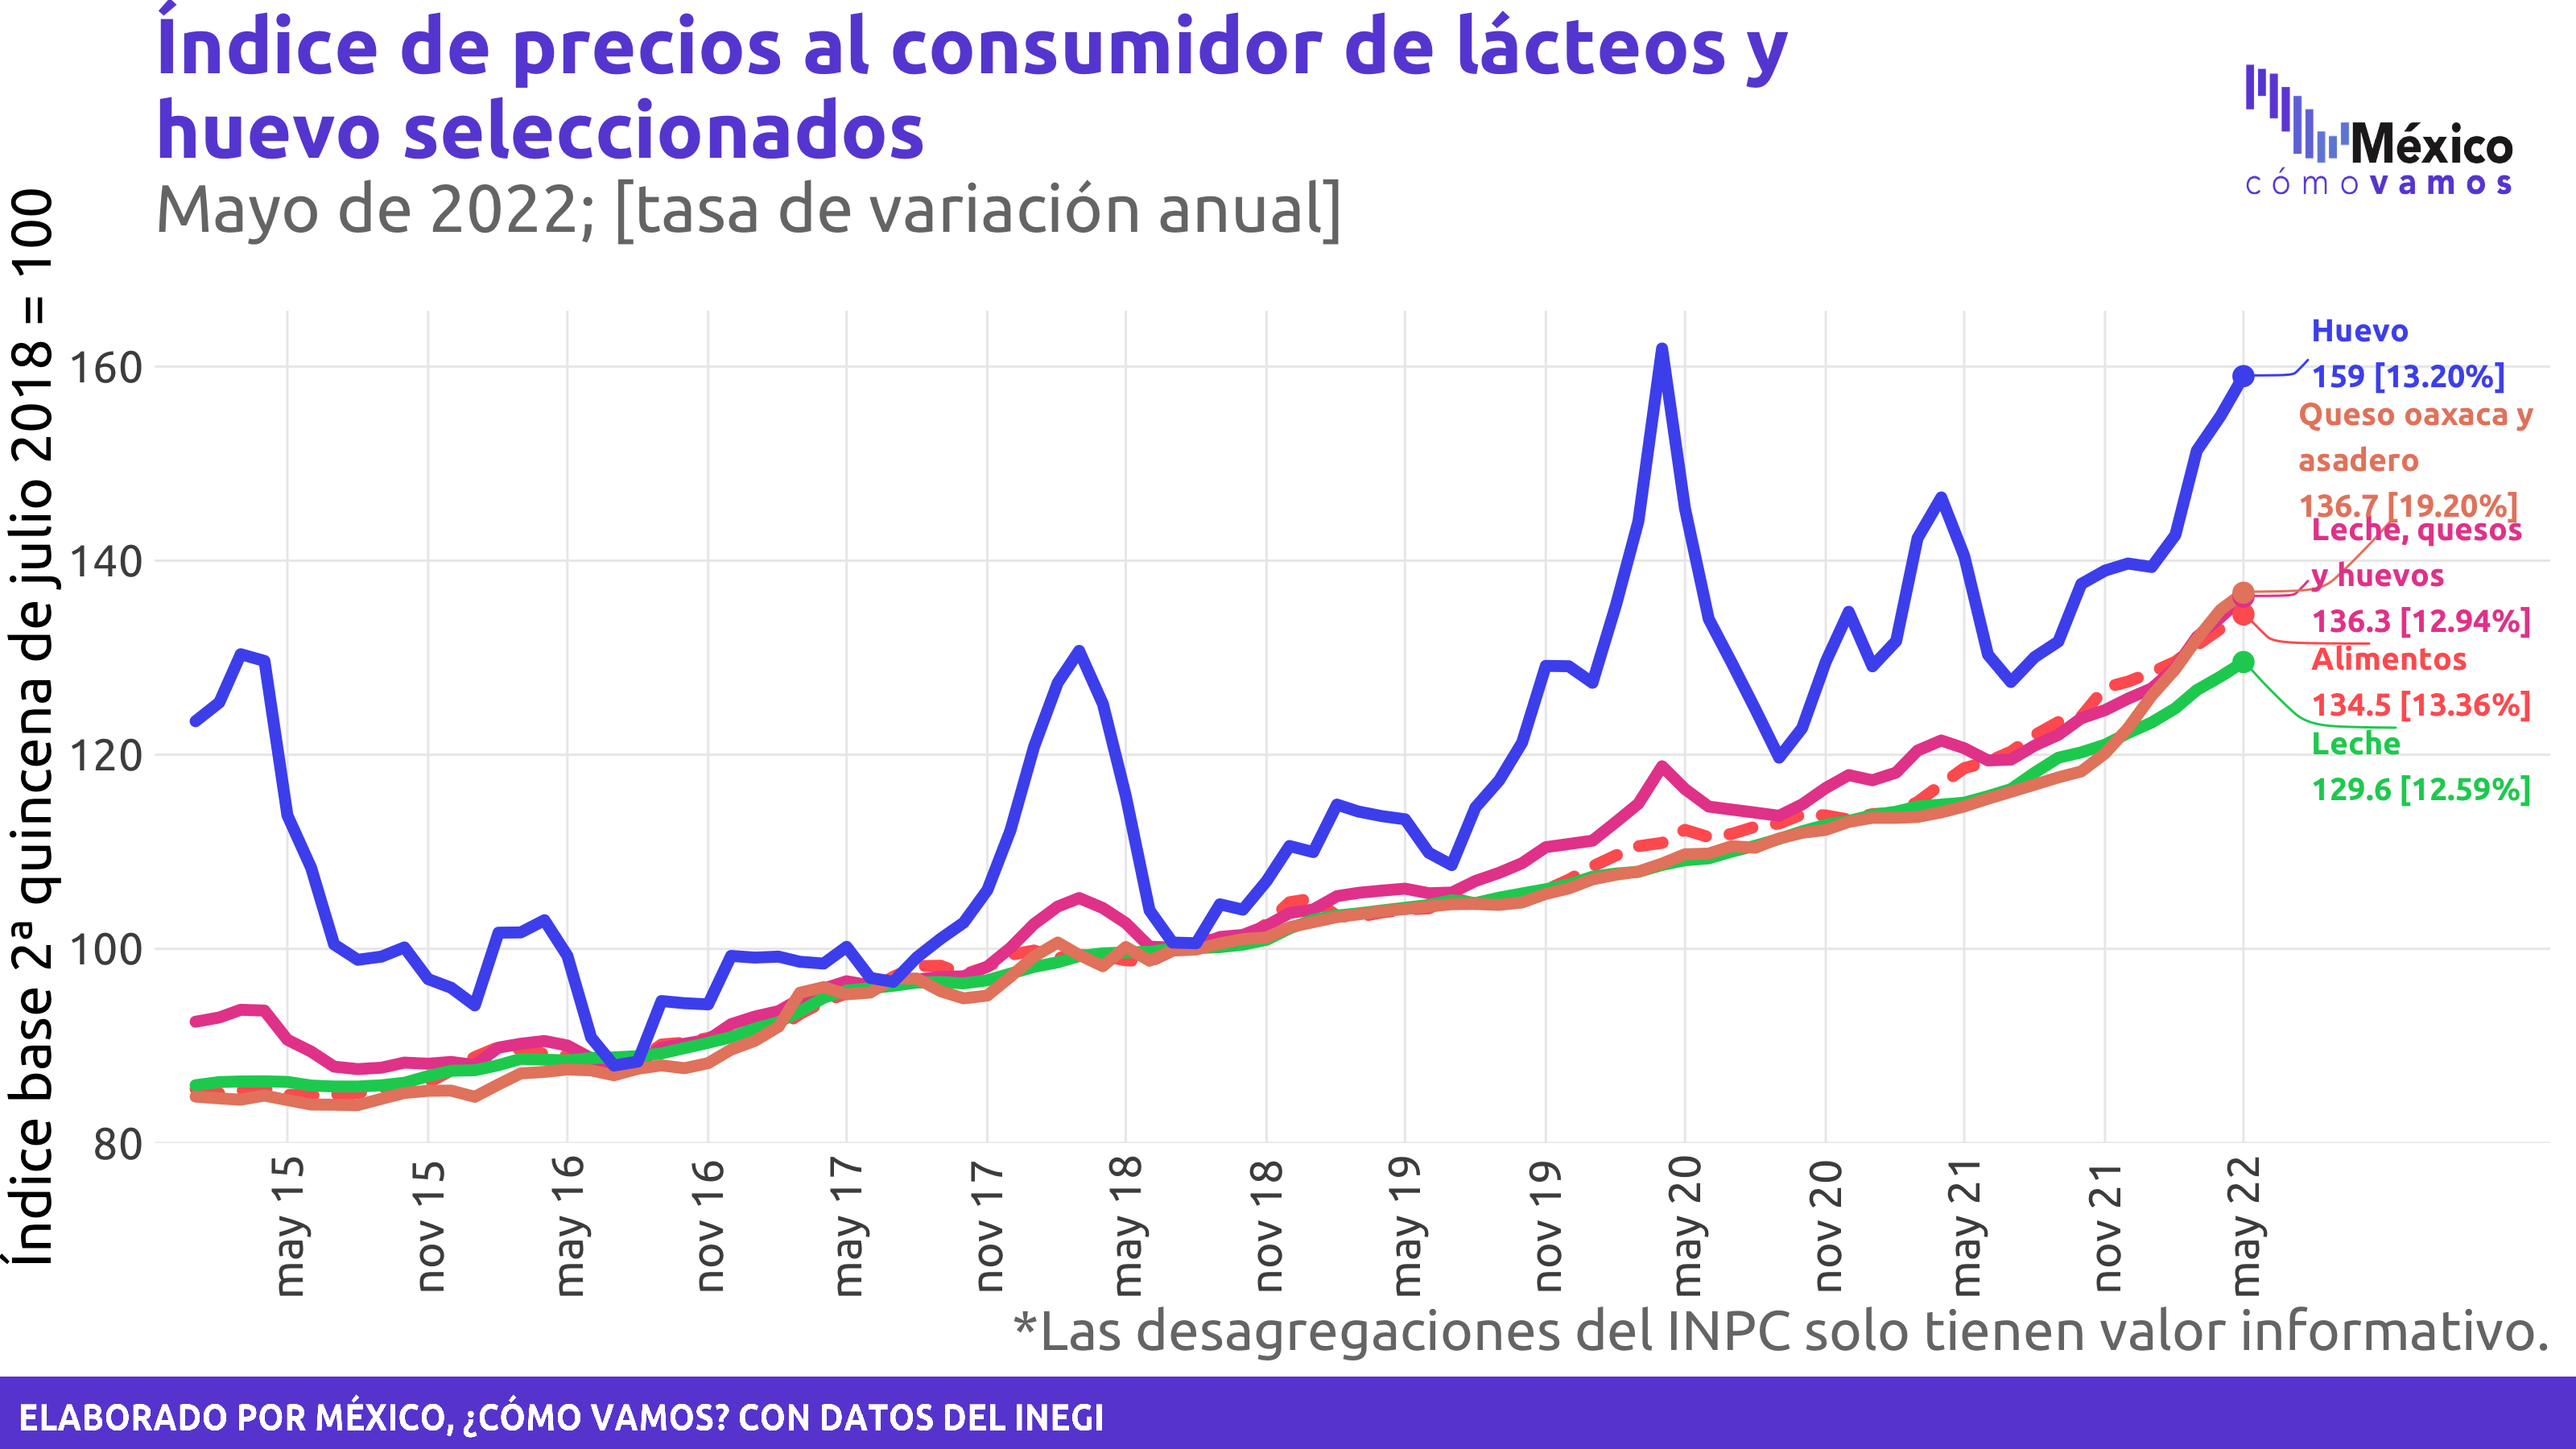 Índice de precios al consumidor de lácteos y
huevo seleccionados
Mayo de 2022; [tasa de variación anual]
México
cómo vamos
Índice base 2ª quincena de julio 2018 = 100
160
140
120
100
80
Huevo
159 [13.20%]
Queso oaxaca y
asadero
136.7 [19.20%]
Leche, quesos
y huevos
136.3 [12.94%]
Alimentos
134.5 [13.36%]
Leche
129.6 [12.59%]
may 15
nov 15
may 16
nov 16
may 17
nov 17
may 18
nov 18
may 19
nov 19
may 20
nov 20
may 21
nov 21
may 22
*Las desagregaciones del INPC solo tienen valor informativo.
ELABORADO POR MÉXICO, ¿CÓMO VAMOS? CON DATOS DEL INEGI